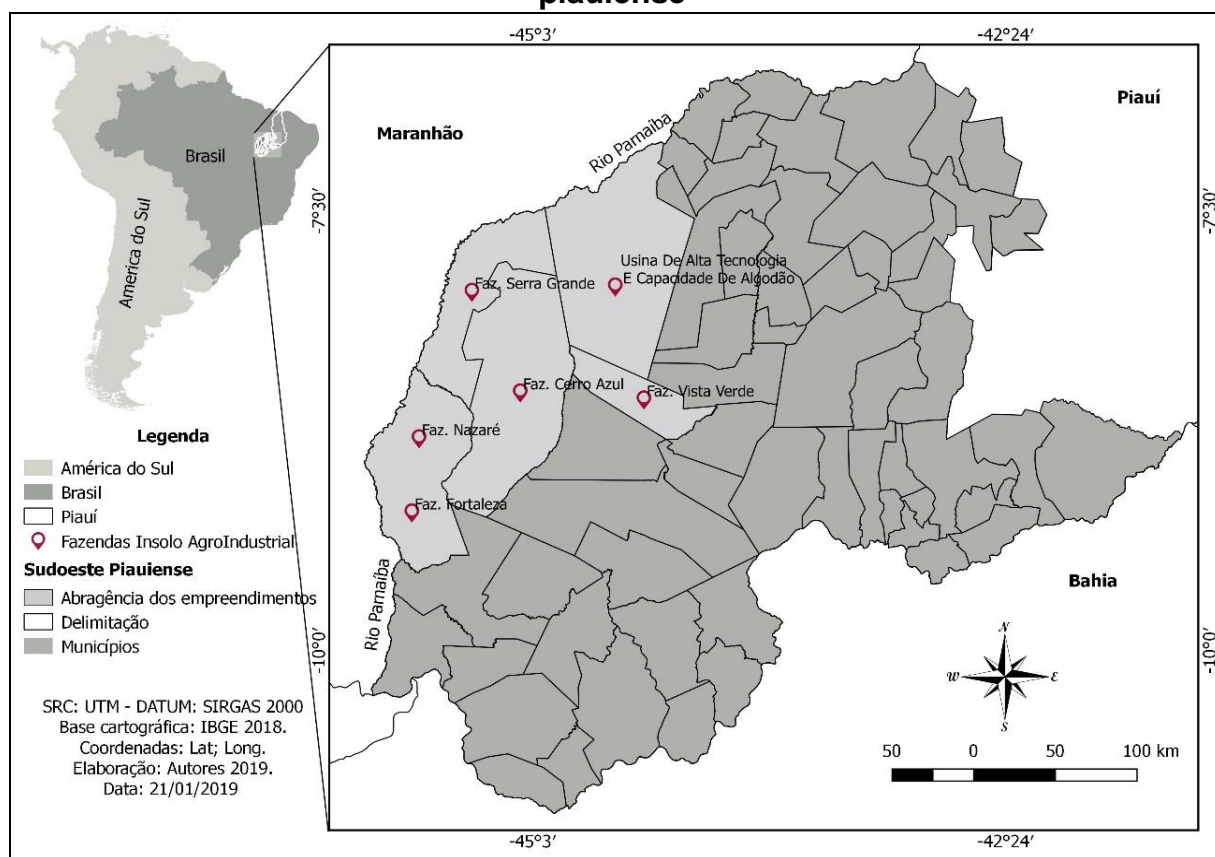 piauiense
-45°3'
-42°24'
Maranhão
Piauí
Rio Parnaíba
Brasil
América do Sul
-7°30'
-7°30'
Usina De Alta Tecnologia
E Capacidade De Algodão
Faz. Serra Grande
Faz. Cerro Azul
Faz. Vista Verde
Faz. Nazaré
Faz. Fortaleza
Legenda
América do Sul
Brasil
Piauí
Fazendas Insolo AgroIndustrial
Sudoeste Piauiense
Abragência dos empreendimentos
Delimitação
Municípios
Rio Parnaíba
Bahia
-10°0'
-10°0'
N
W
E
S
SRC: UTM - DATUM: SIRGAS 2000
Base cartográfica: IBGE 2018.
Coordenadas: Lat; Long.
Elaboração: Autores 2019.
Data: 21/01/2019
50 0 50 100 km
-45°3'
-42°24'